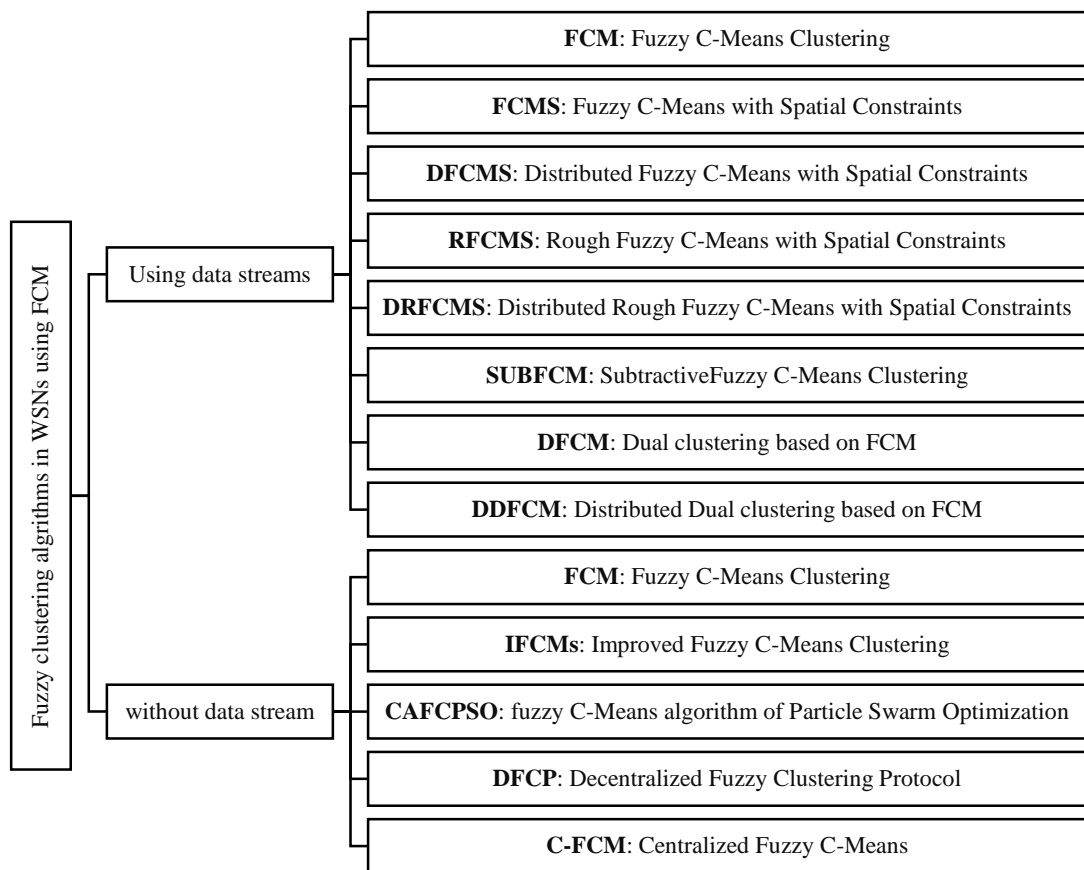 Fuzzy clustering algrithms in WSNs using FCM
Using data streams
FCM: Fuzzy C-Means Clustering
FCMS: Fuzzy C-Means with Spatial Constraints
DFCMS: Distributed Fuzzy C-Means with Spatial Constraints
RFCMS: Rough Fuzzy C-Means with Spatial Constraints
DRFCMS: Distributed Rough Fuzzy C-Means with Spatial Constraints
SUBFCM: SubtractiveFuzzy C-Means Clustering
DFCM: Dual clustering based on FCM
DDFCM: Distributed Dual clustering based on FCM
without data stream
FCM: Fuzzy C-Means Clustering
IFCMs: Improved Fuzzy C-Means Clustering
CAFCPSO: fuzzy C-Means algorithm of Particle Swarm Optimization
DFCP: Decentralized Fuzzy Clustering Protocol
C-FCM: Centralized Fuzzy C-Means